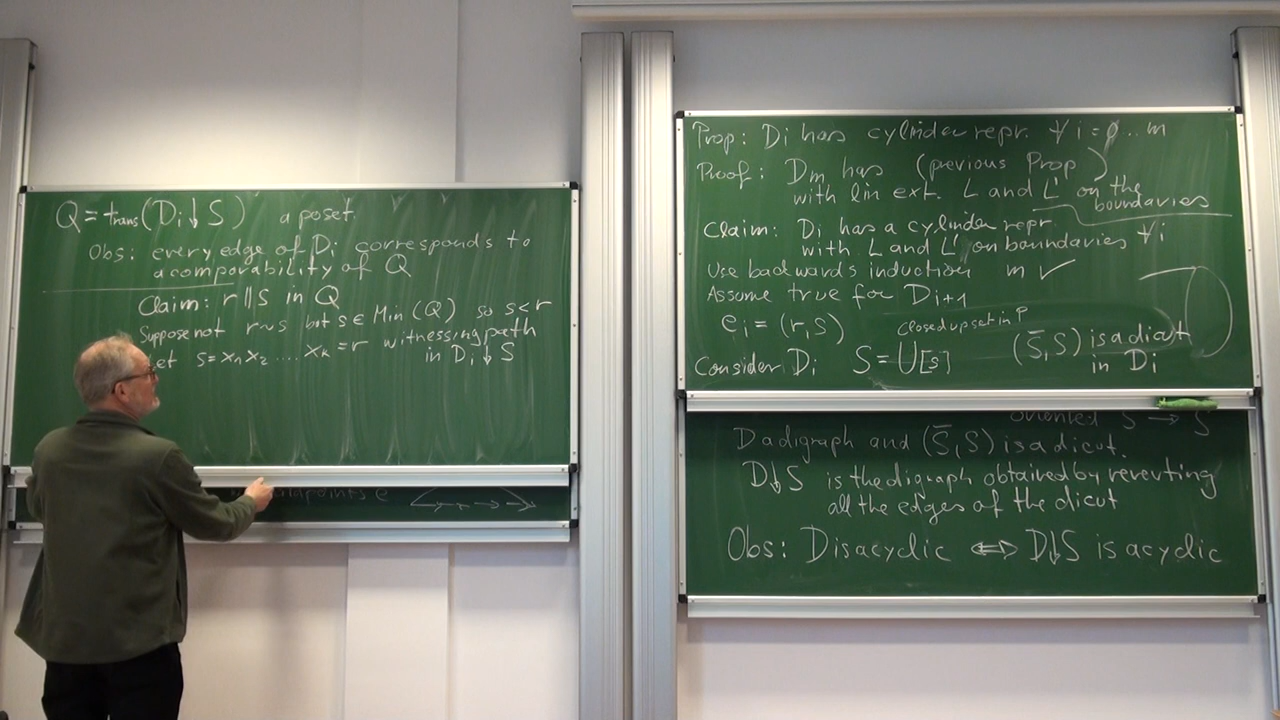 Q = trans(Di↓S) a poset.
Obs: every edge of Di corresponds to
a comparability of Q
Claim: r || s in Q
Suppose not r~s but s ∈ Min(Q) so s<r
Let s=x₁x₂ .... xₖ=r witnessing path
in Di↓S
e
Prop: Di has cylinder repr. ∀ i=0...m
Proof: Dm has (previous Prop)
with lin ext. L and L' on the
boundaries
Claim: Di has a cylinder repr
with L and L' on boundaries ∀i
Use backwards induction m ✓
Assume true for Di+1
ei = (r,s) closed upset in P
Consider Di S = U[s] (S̄,S) is a dicut
in Di
oriented S̄ → S
D a digraph and (S̄,S) is a dicut.
D↓S is the digraph obtained by reverting
all the edges of the dicut
Obs: D is acyclic ⇔ D↓S is acyclic